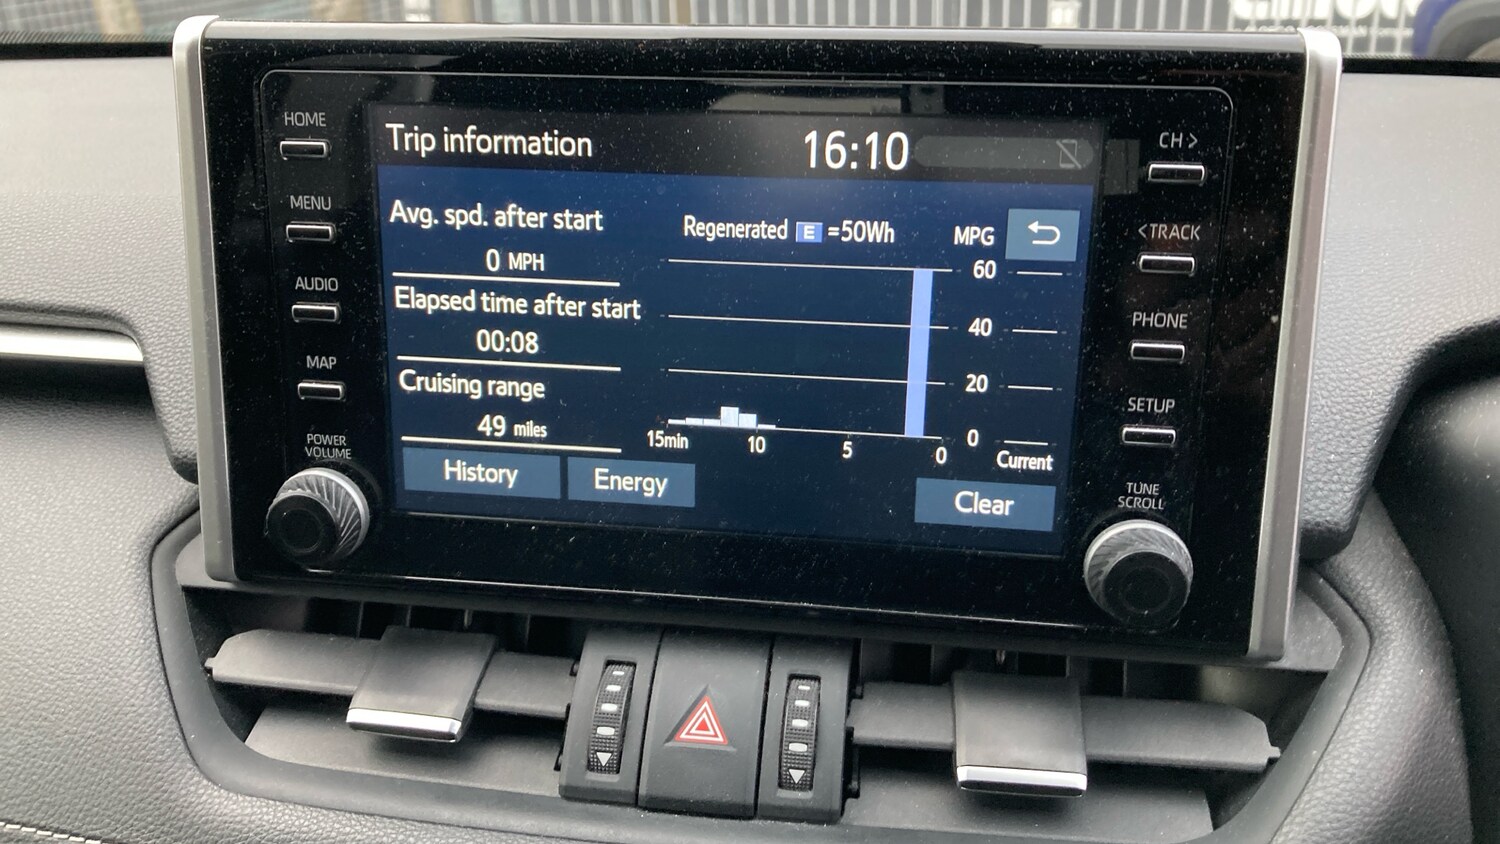 HOME
MENU
AUDIO
MAP
POWER
VOLUME
Trip information
16:10
Avg. spd. after start
0 MPH
Elapsed time after start
00:08
Cruising range
49 miles
Regenerated E =50Wh
MPG
60
40
20
0
15min 10 5 0 Current
History
Energy
Clear
CH>
<TRACK
PHONE
SETUP
TUNE
SCROLL